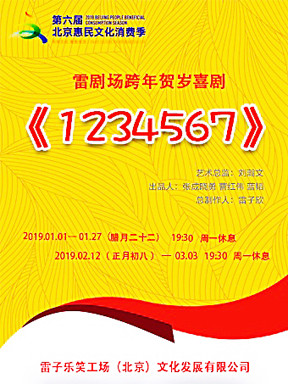 第六届
2018 BEIJING PEOPLE BENEFICIAL
CONSUMPTION SEASON
北京惠民文化消费季
雷剧场跨年贺岁喜剧
《1234567》
艺术总监：刘瀚文
出品人：张成晓勇 贾红伟 蓝韬
总制作人：雷子欣
2019.01.01—01.27（腊月二十二） 19:30 周一休息
2019.02.12（正月初八）—03.03 19:30 周一休息
雷子乐笑工场（北京）文化发展有限公司